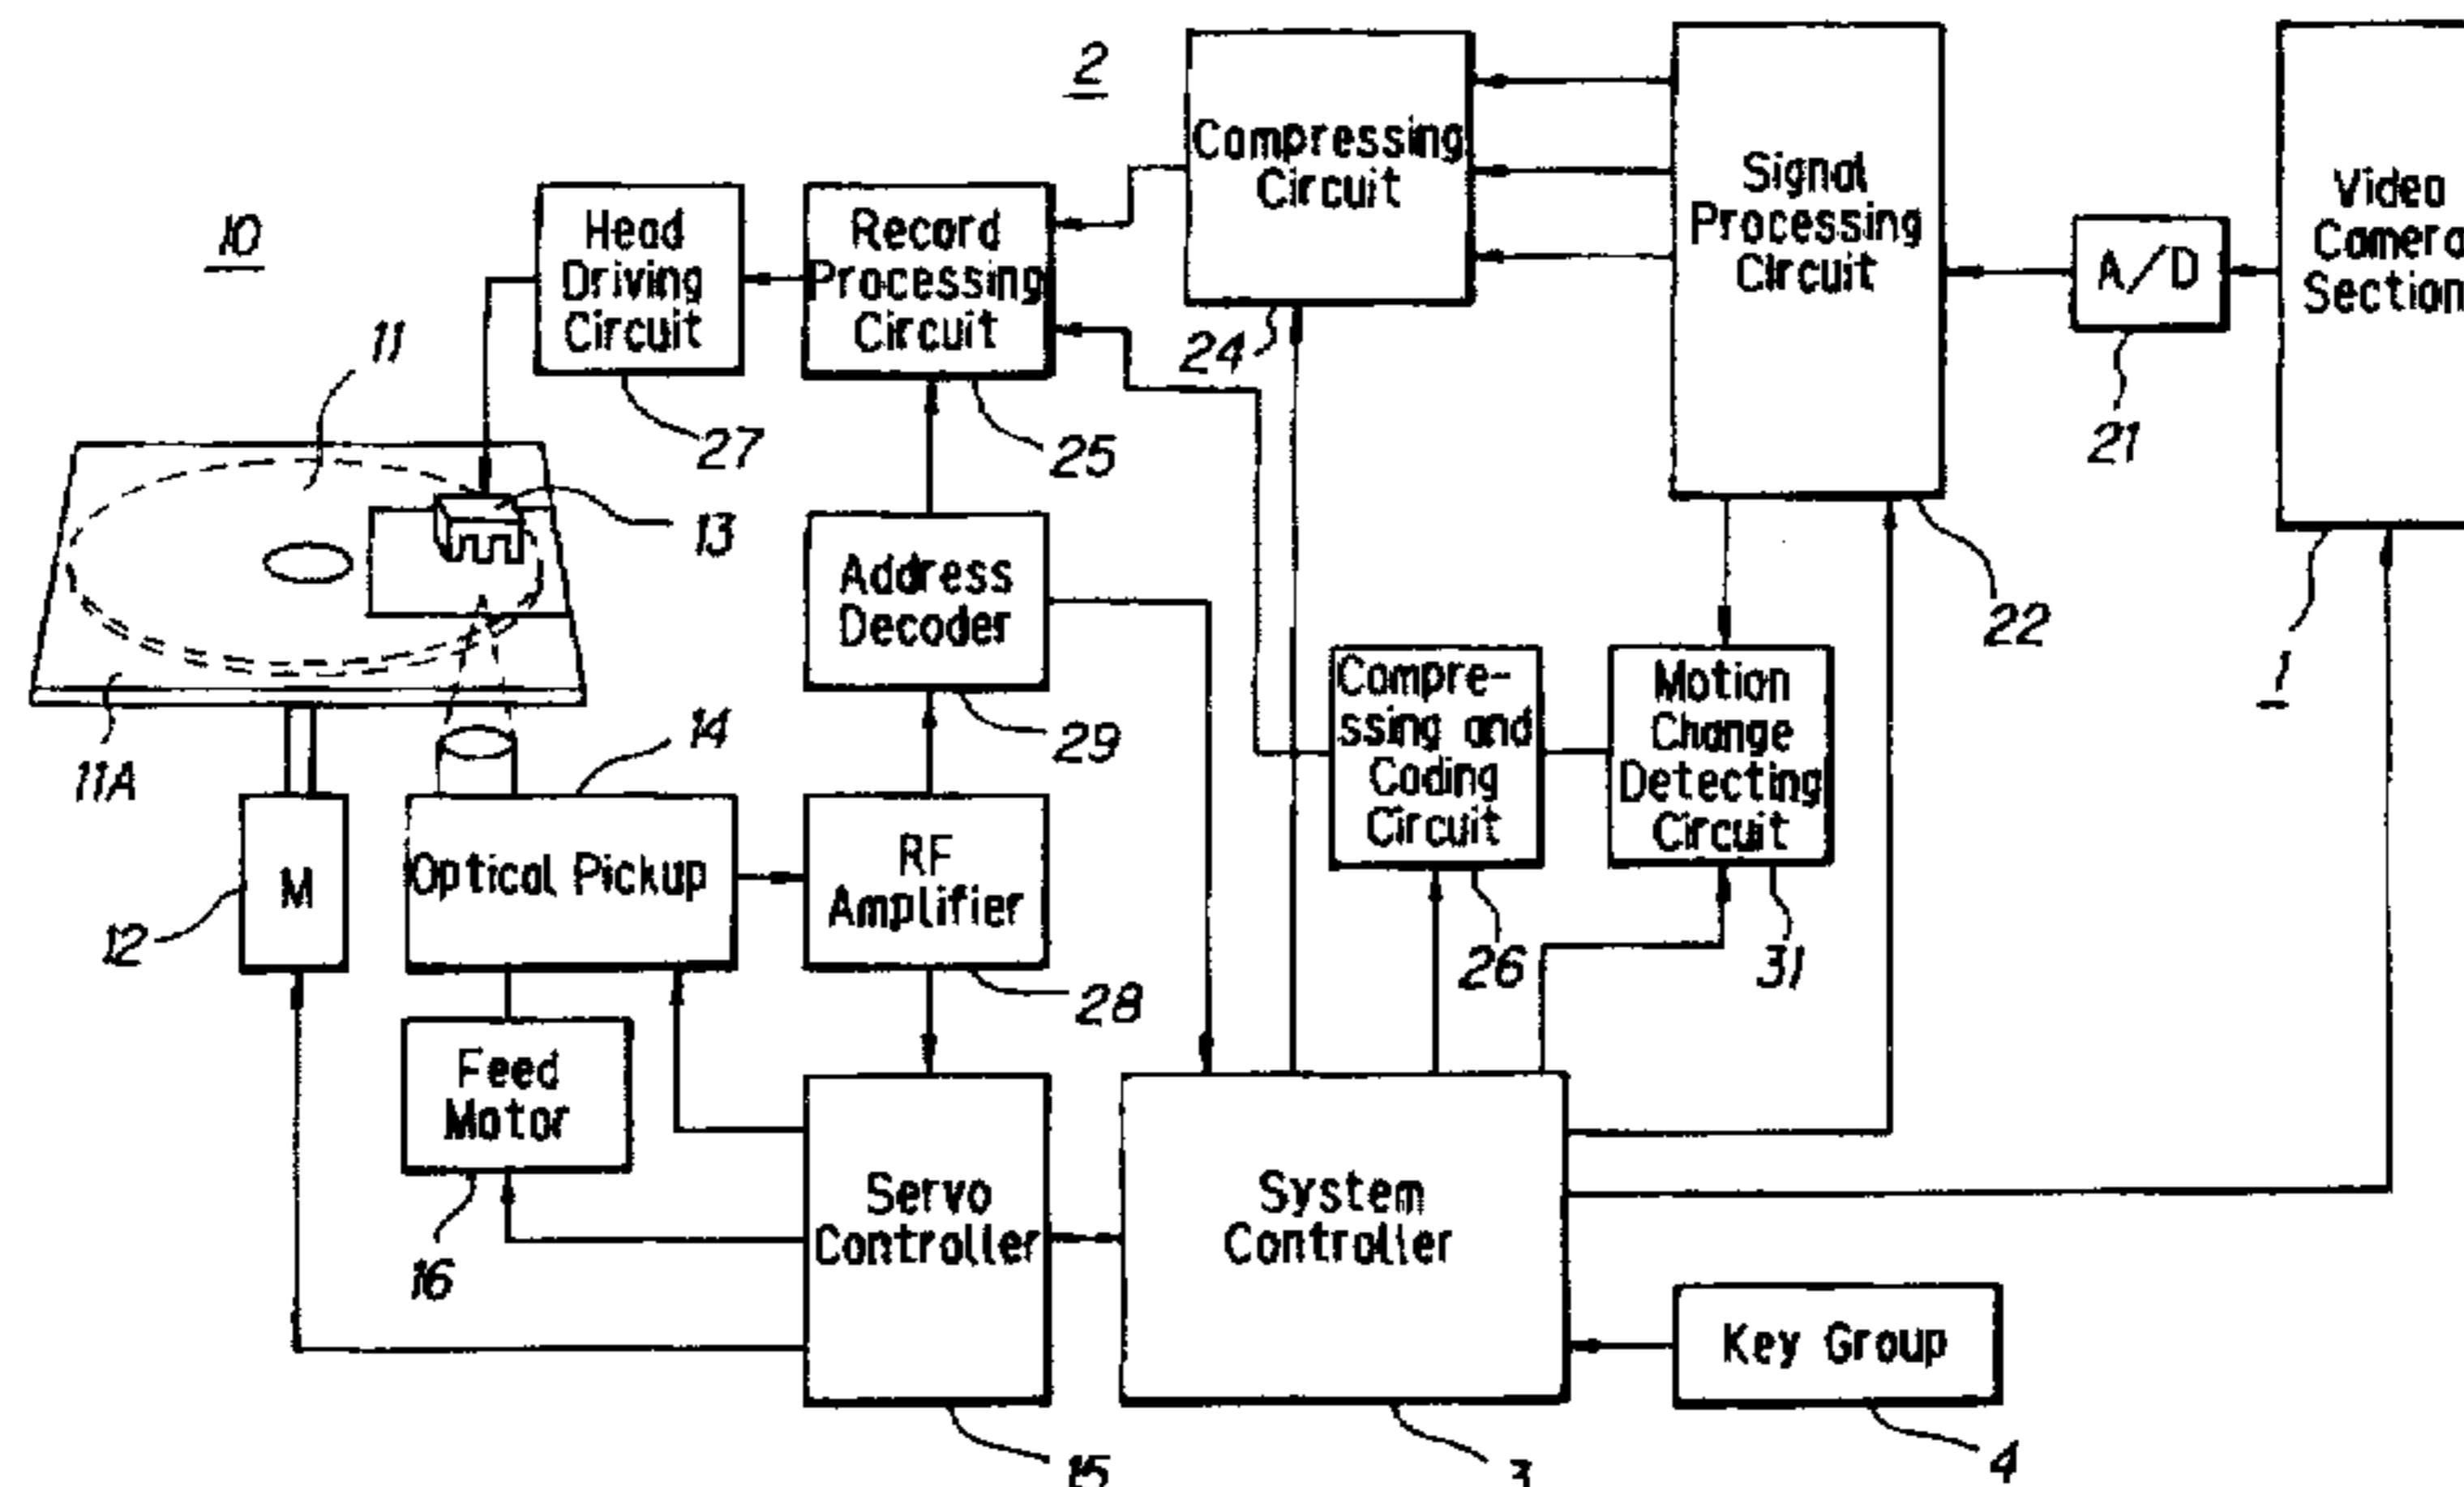 2
Compressing
Circuit
Signal
Processing
Circuit
Video
Camera
Section
A/D
10
Head
Driving
Circuit
Record
Processing
Circuit
24
21
11
27
25
13
22
1
Address
Decoder
Compre-
ssing and
Coding
Circuit
Motion
Change
Detecting
Circuit
14
29
11A
M
Optical Pickup
RF
Amplifier
12
26
31
28
Feed
Motor
16
Servo
Controller
System
Controller
Key Group
15
3
4